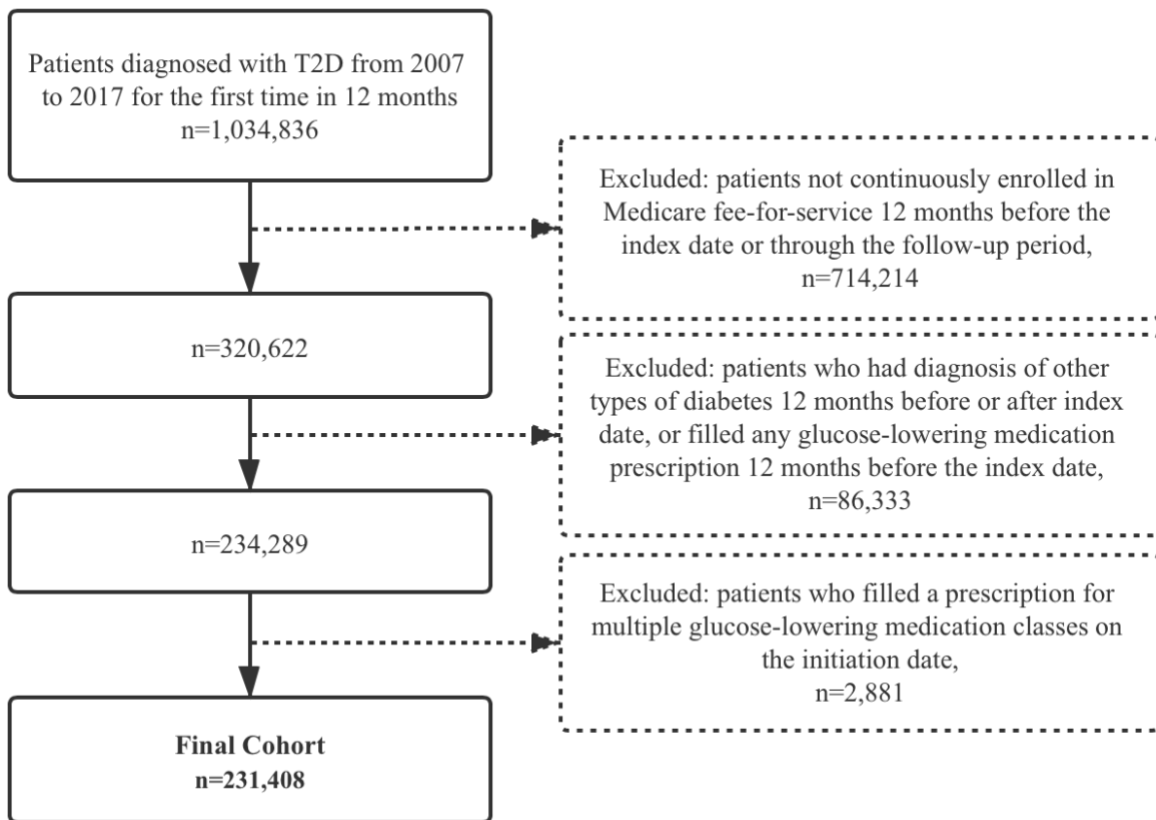 Patients diagnosed with T2D from 2007
to 2017 for the first time in 12 months
n=1,034,836
Excluded: patients not continuously enrolled in
Medicare fee-for-service 12 months before the
index date or through the follow-up period,
n=714,214
n=320,622
Excluded: patients who had diagnosis of other
types of diabetes 12 months before or after index
date, or filled any glucose-lowering medication
prescription 12 months before the index date,
n=86,333
n=234,289
Excluded: patients who filled a prescription for
multiple glucose-lowering medication classes on
the initiation date,
n=2,881
Final Cohort
n=231,408